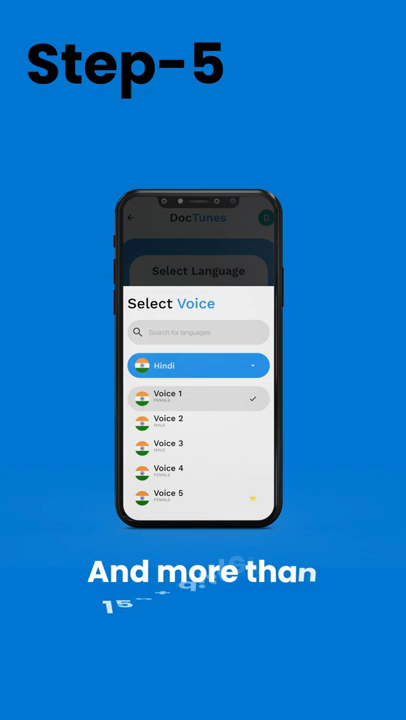 Step-5
DocTunes
Select Language
Select Voice
Search for languages
Hindi
Voice 1
FEMALE
Voice 2
MALE
Voice 3
MALE
Voice 4
FEMALE
Voice 5
FEMALE
And more than